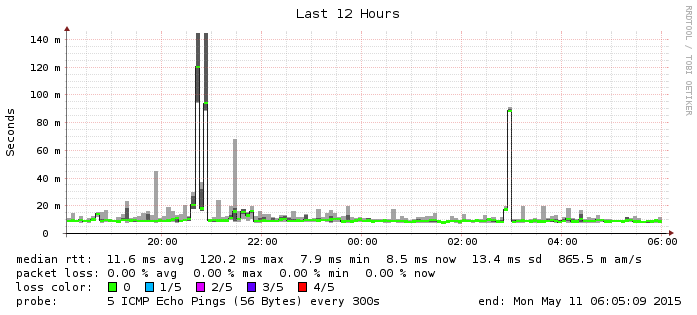 Last 12 Hours
RRDTOOL / TOBI OETIKER
Seconds
140 m
120 m
100 m
80 m
60 m
40 m
20 m
0
20:00 22:00 00:00 02:00 04:00 06:00
median rtt: 11.6 ms avg 120.2 ms max 7.9 ms min 8.5 ms now 13.4 ms sd 865.5 m am/s
packet loss: 0.00 % avg 0.00 % max 0.00 % min 0.00 % now
loss color: 0 1/5 2/5 3/5 4/5
probe: 5 ICMP Echo Pings (56 Bytes) every 300s end: Mon May 11 06:05:09 2015